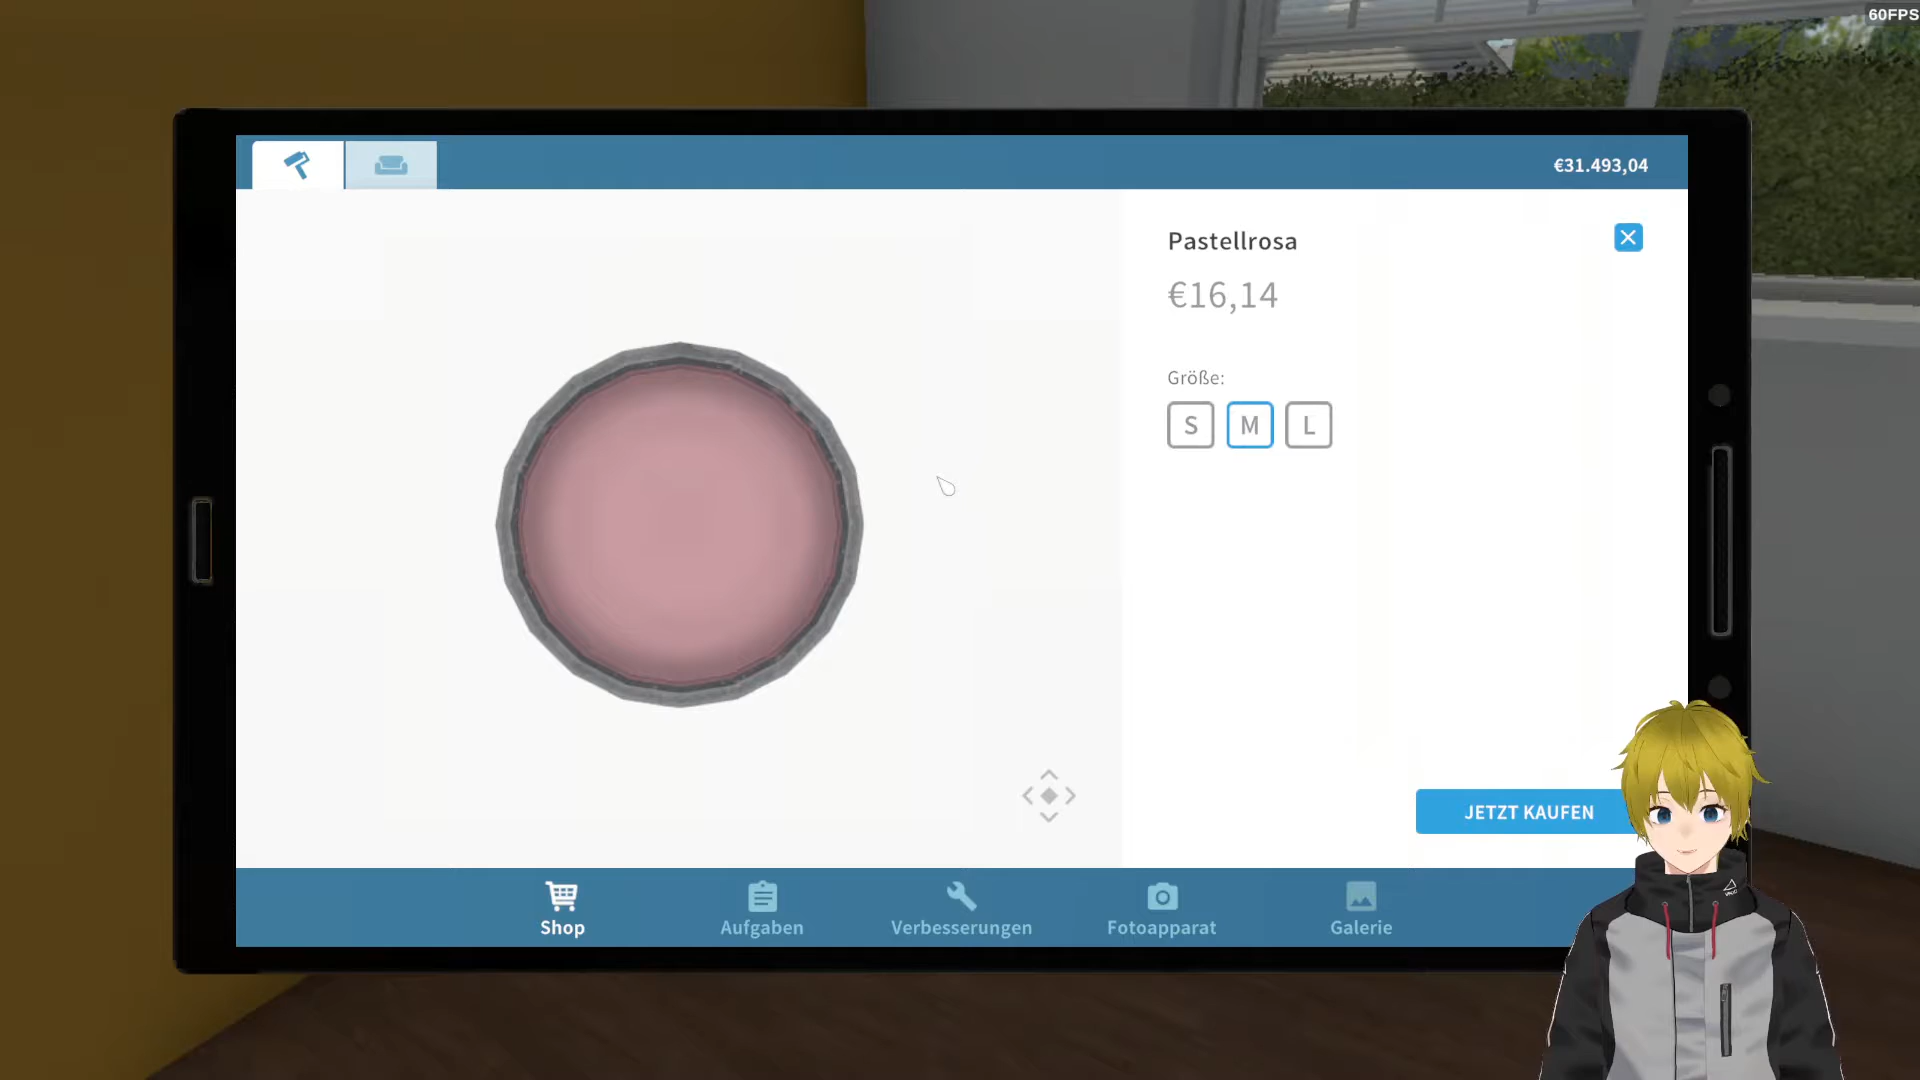 60FPS
€31.493,04
Pastellrosa
€16,14
Größe:
S M L
JETZT KAUFEN
Shop Aufgaben Verbesserungen Fotoapparat Galerie